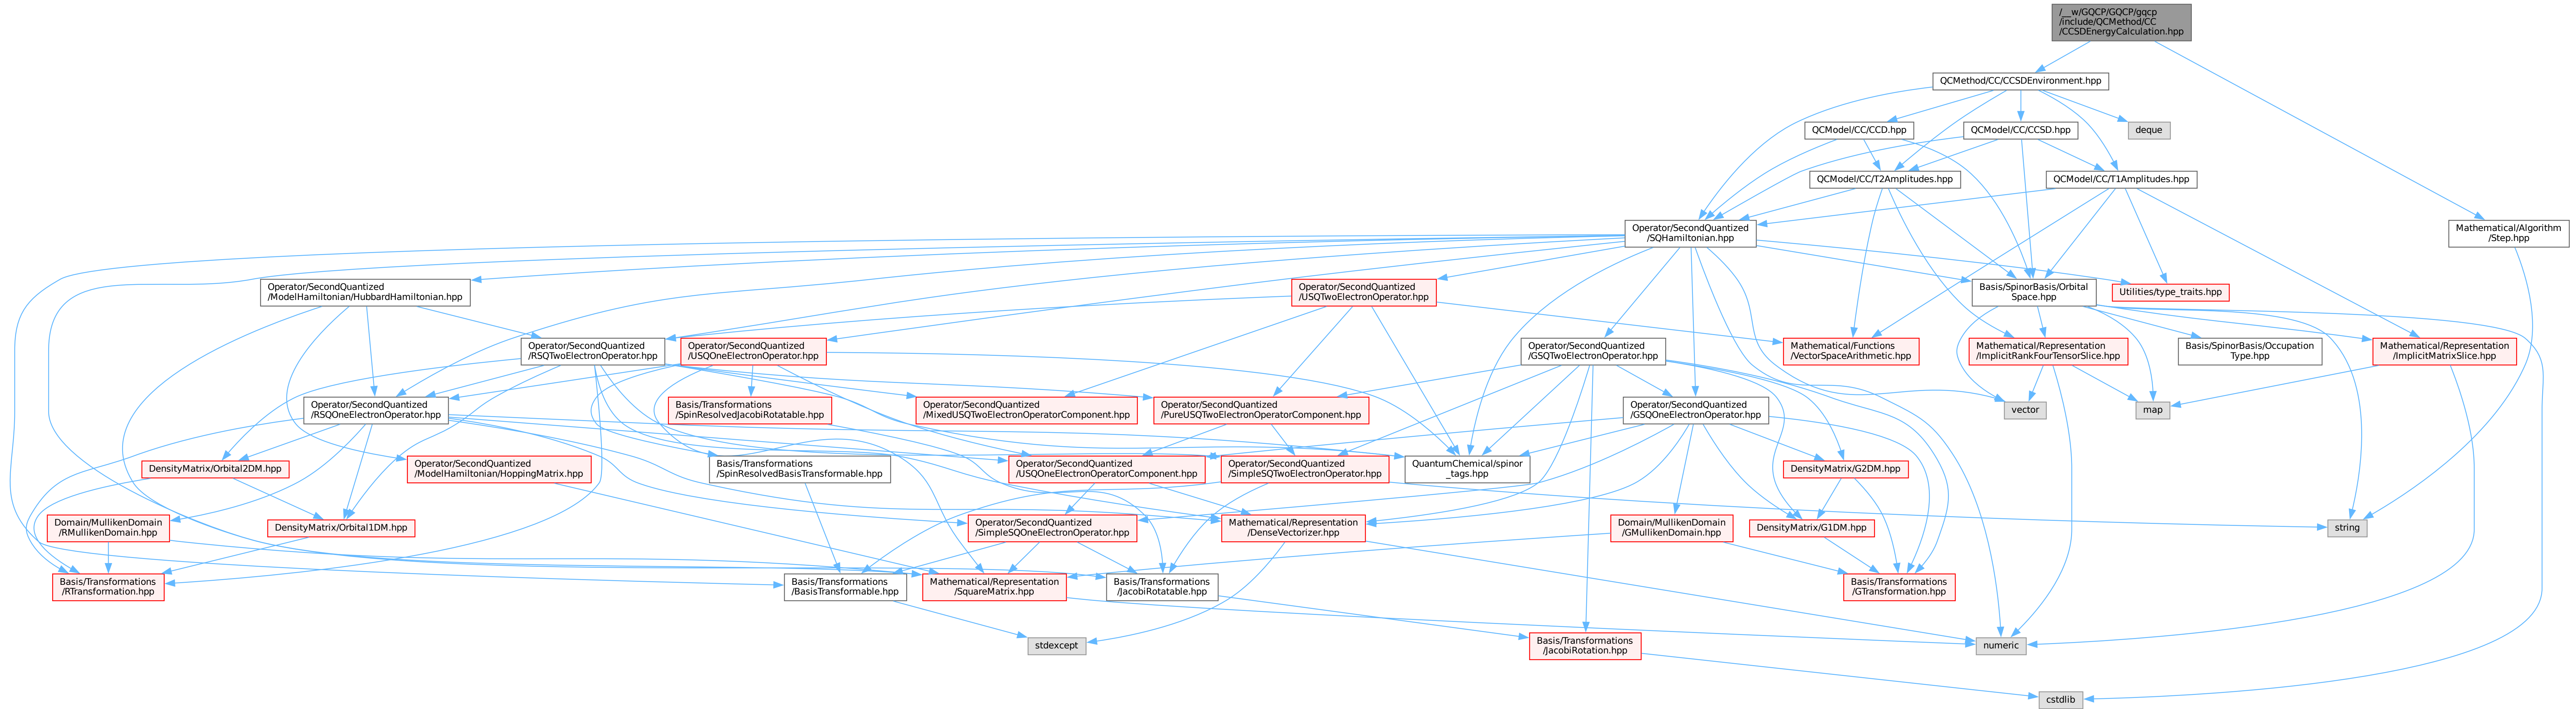 /__w/GQCP/GQCP/gqcp
/include/QCMethod/CC
/CCSDEnergyCalculation.hpp
QCMethod/CC/CCSDEnvironment.hpp
QCModel/CC/CCD.hpp
QCModel/CC/CCSD.hpp
deque
QCModel/CC/T2Amplitudes.hpp
QCModel/CC/T1Amplitudes.hpp
Operator/SecondQuantized
/SQHamiltonian.hpp
Mathematical/Algorithm
/Step.hpp
Operator/SecondQuantized
/ModelHamiltonian/HubbardHamiltonian.hpp
Operator/SecondQuantized
/USQTwoElectronOperator.hpp
Basis/SpinorBasis/Orbital
Space.hpp
Utilities/type_traits.hpp
Operator/SecondQuantized
/RSQTwoElectronOperator.hpp
Operator/SecondQuantized
/USQOneElectronOperator.hpp
Operator/SecondQuantized
/GSQTwoElectronOperator.hpp
Mathematical/Functions
/VectorSpaceArithmetic.hpp
Mathematical/Representation
/ImplicitRankFourTensorSlice.hpp
Basis/SpinorBasis/Occupation
Type.hpp
Mathematical/Representation
/ImplicitMatrixSlice.hpp
Operator/SecondQuantized
/RSQOneElectronOperator.hpp
Basis/Transformations
/SpinResolvedJacobiRotatable.hpp
Operator/SecondQuantized
/MixedUSQTwoElectronOperatorComponent.hpp
Operator/SecondQuantized
/PureUSQTwoElectronOperatorComponent.hpp
Operator/SecondQuantized
/GSQOneElectronOperator.hpp
vector
map
DensityMatrix/Orbital2DM.hpp
Operator/SecondQuantized
/ModelHamiltonian/HoppingMatrix.hpp
Basis/Transformations
/SpinResolvedBasisTransformable.hpp
Operator/SecondQuantized
/USQOneElectronOperatorComponent.hpp
Operator/SecondQuantized
/SimpleSQTwoElectronOperator.hpp
QuantumChemical/spinor
_tags.hpp
DensityMatrix/G2DM.hpp
Domain/MullikenDomain
/RMullikenDomain.hpp
DensityMatrix/Orbital1DM.hpp
Operator/SecondQuantized
/SimpleSQOneElectronOperator.hpp
Mathematical/Representation
/DenseVectorizer.hpp
Domain/MullikenDomain
/GMullikenDomain.hpp
DensityMatrix/G1DM.hpp
string
Basis/Transformations
/RTransformation.hpp
Basis/Transformations
/BasisTransformable.hpp
Mathematical/Representation
/SquareMatrix.hpp
Basis/Transformations
/JacobiRotatable.hpp
Basis/Transformations
/GTransformation.hpp
stdexcept
Basis/Transformations
/JacobiRotation.hpp
numeric
cstdlib